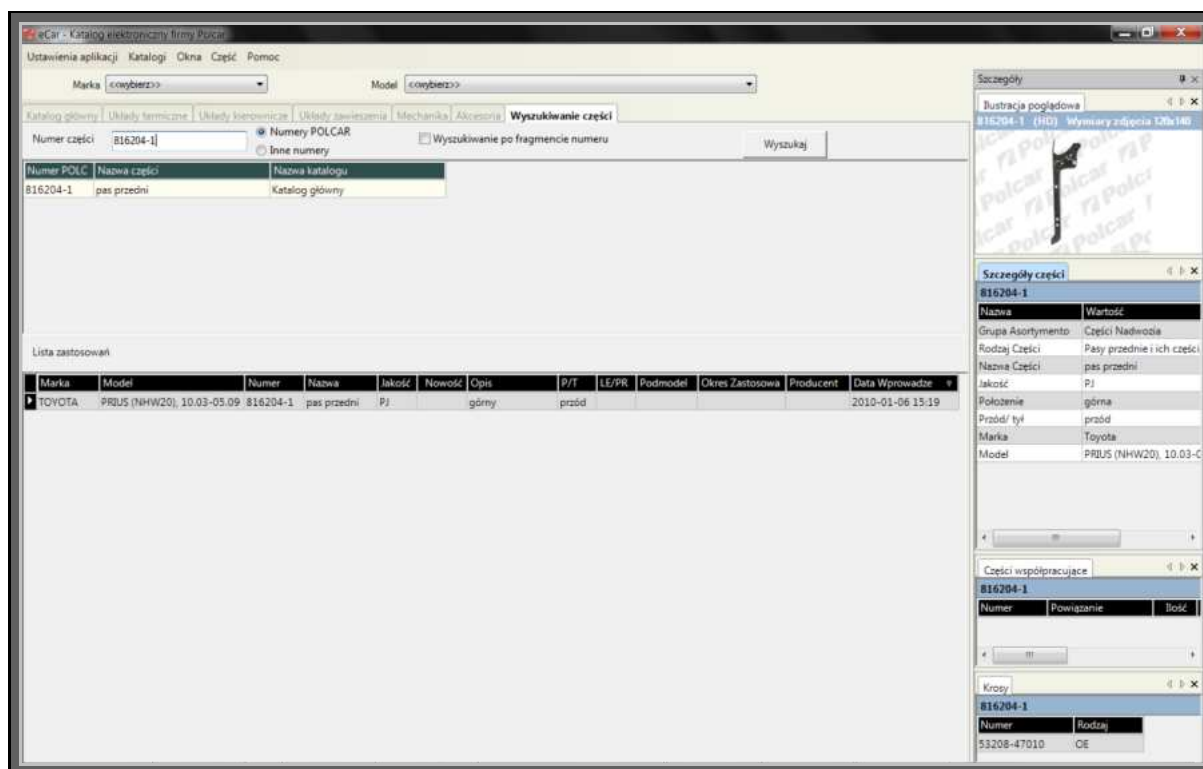 eCar - Katalog elektroniczny firmy Polcar
Ustawienia aplikacji Katalogi Okna Część Pomoc
Marka <<wybierz>> Model <<wybierz>>
Katalog główny Układy termiczne Układy kierownicze Układy zawieszenia Mechanika Akcesoria Wyszukiwanie części
Numer części 816204-1 Numery POLCAR Wyszukiwanie po fragmencie numeru Wyszukaj
Inne numery
Numer POLC Nazwa części Nazwa katalogu
816204-1 pas przedni Katalog główny
Lista zastosowań
Marka Model Numer Nazwa Jakość Nowość Opis P/T LE/PR Podmodel Okres Zastosowa Producent Data Wprowadze
TOYOTA PRIUS (NHW20), 10.03-05.09 816204-1 pas przedni PJ górny przód 2010-01-06 15:19
Szczegóły
Ilustracja poglądowa
816204-1 (HD) Wymiary zdjęcia 120x140
Polcar
Szczegóły części
816204-1
Nazwa Wartość
Grupa Asortymento Części Nadwozia
Rodzaj Części Pasy przednie i ich części
Nazwa Części pas przedni
Jakość PJ
Położenie górna
Przód/ tył przód
Marka Toyota
Model PRIUS (NHW20), 10.03-0
Części współpracujące
816204-1
Numer Powiązanie Ilość
Krosy
816204-1
Numer Rodzaj
53208-47010 OE